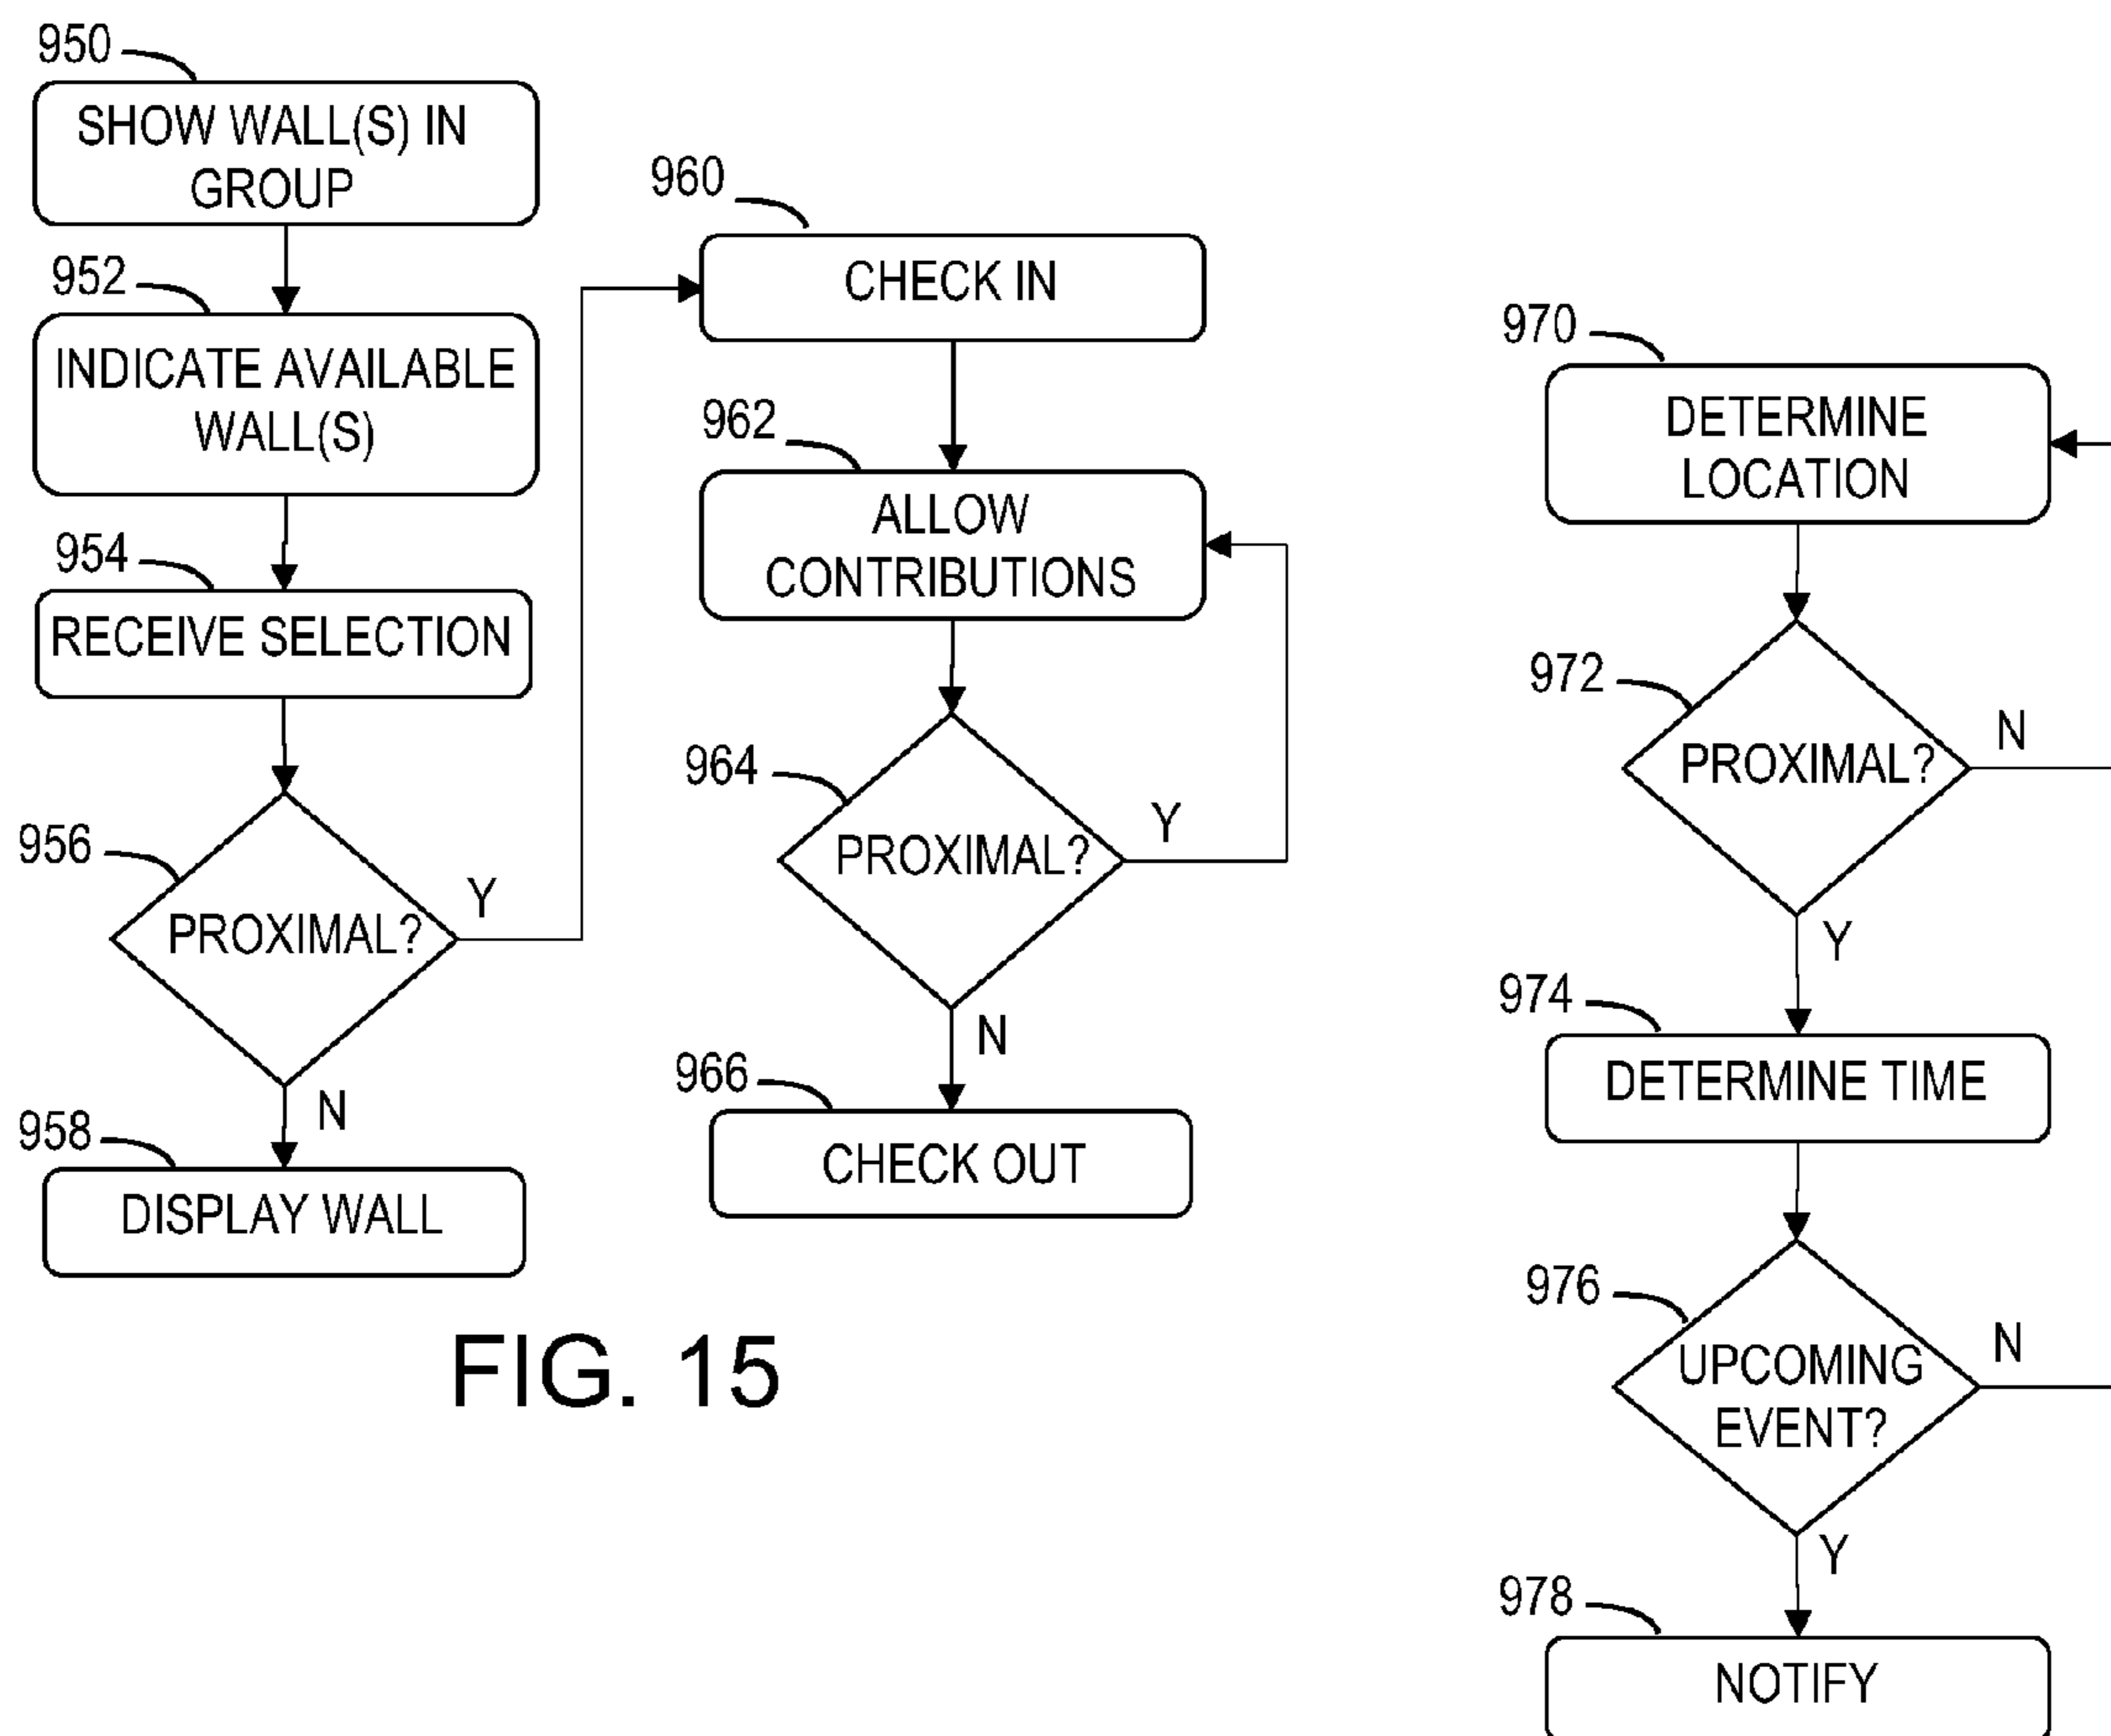 950
SHOW WALL(S) IN
GROUP
952
INDICATE AVAILABLE
WALL(S)
954
RECEIVE SELECTION
956
PROXIMAL?
Y
N
958
DISPLAY WALL
960
CHECK IN
962
ALLOW
CONTRIBUTIONS
964
PROXIMAL?
Y
N
966
CHECK OUT
FIG. 15
970
DETERMINE
LOCATION
972
PROXIMAL?
N
Y
974
DETERMINE TIME
976
UPCOMING
EVENT?
N
Y
978
NOTIFY